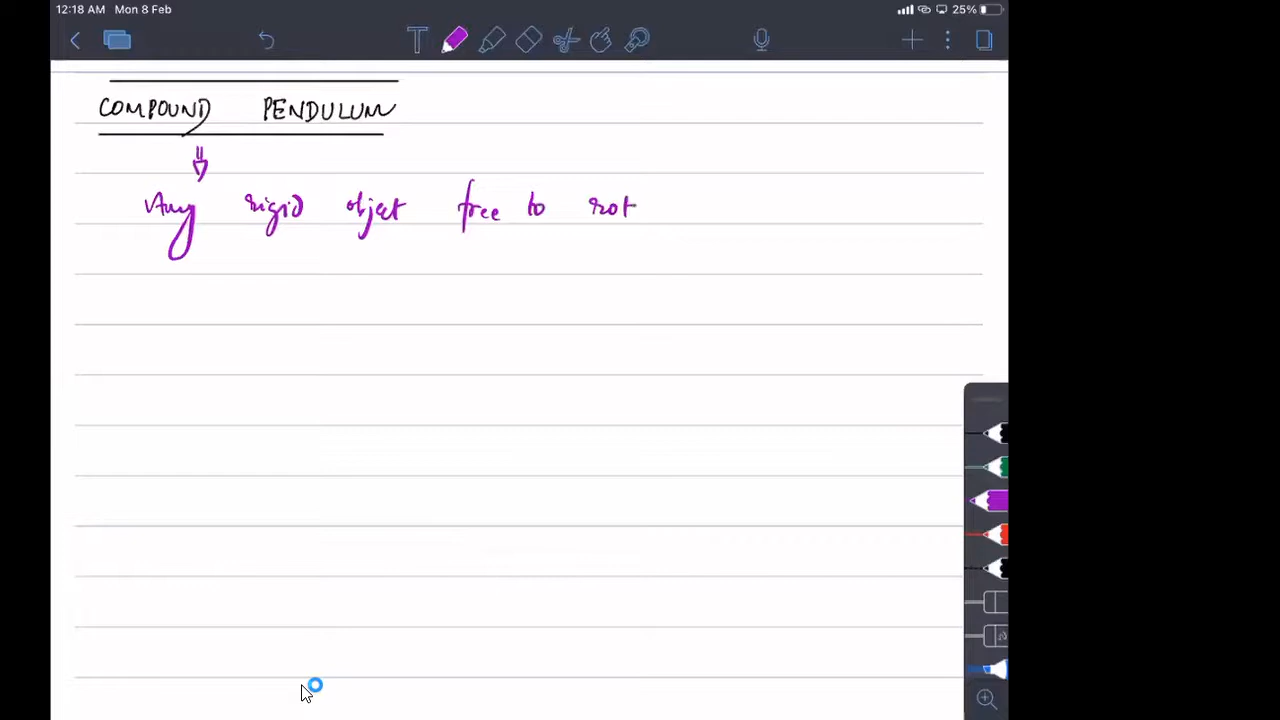 12:18 AM Mon 8 Feb 25%
T
COMPOUND PENDULUM
Any rigid object free to rot